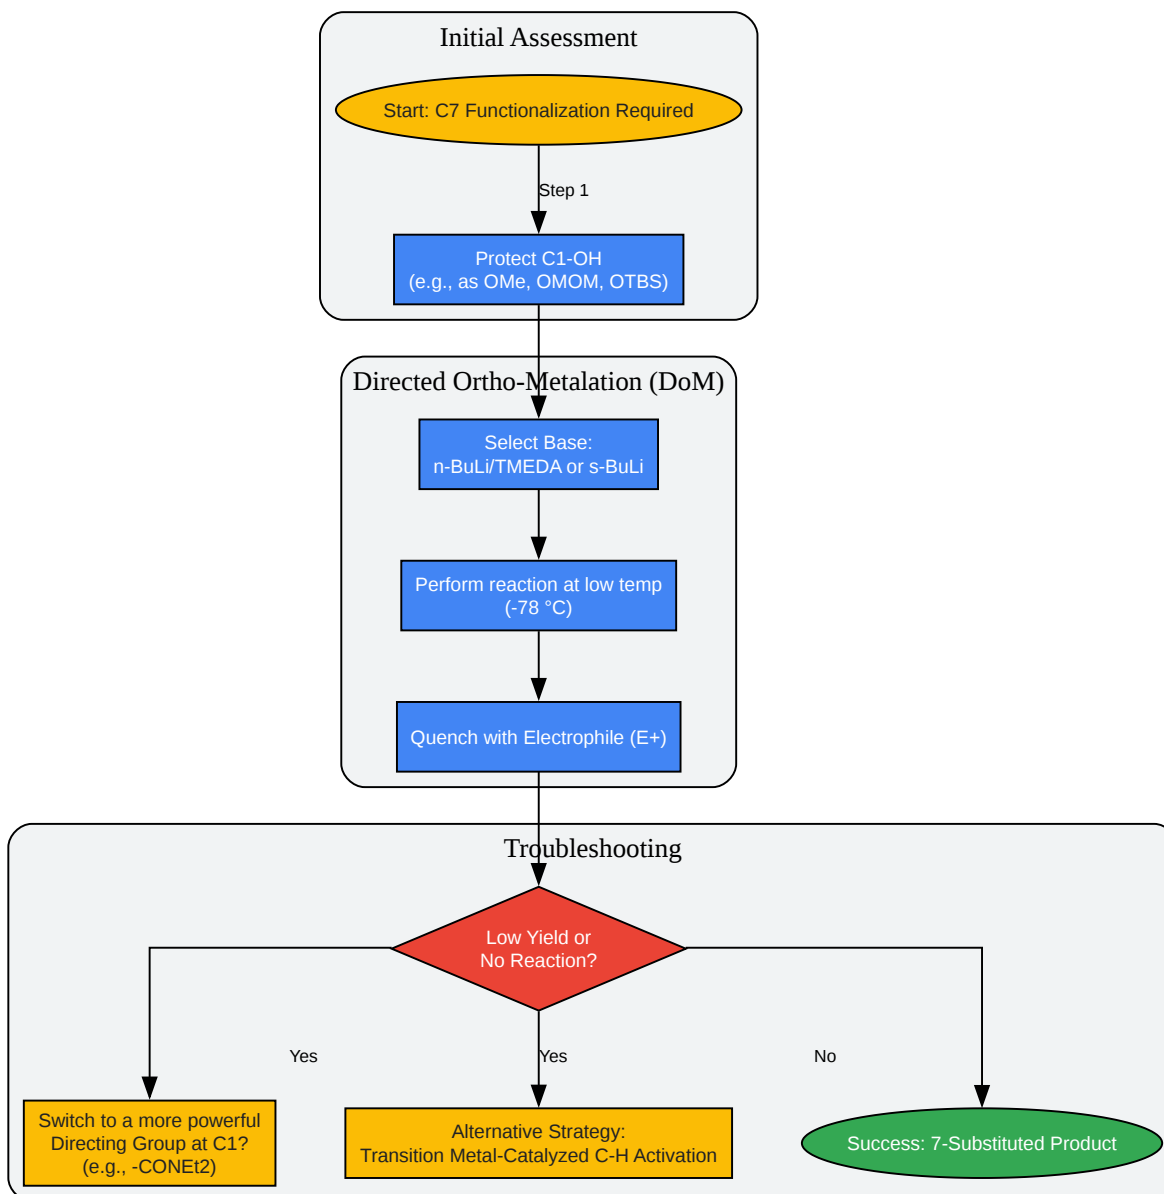 Initial Assessment
Start: C7 Functionalization Required
Step 1
Protect C1-OH
(e.g., as OMe, OMOM, OTBS)
Directed Ortho-Metalation (DoM)
Select Base:
n-BuLi/TMEDA or s-BuLi
Perform reaction at low temp
(-78 °C)
Quench with Electrophile (E+)
Troubleshooting
Low Yield or
No Reaction?
Yes
Yes
No
Switch to a more powerful
Directing Group at C1?
(e.g., -CONEt2)
Alternative Strategy:
Transition Metal-Catalyzed C-H Activation
Success: 7-Substituted Product